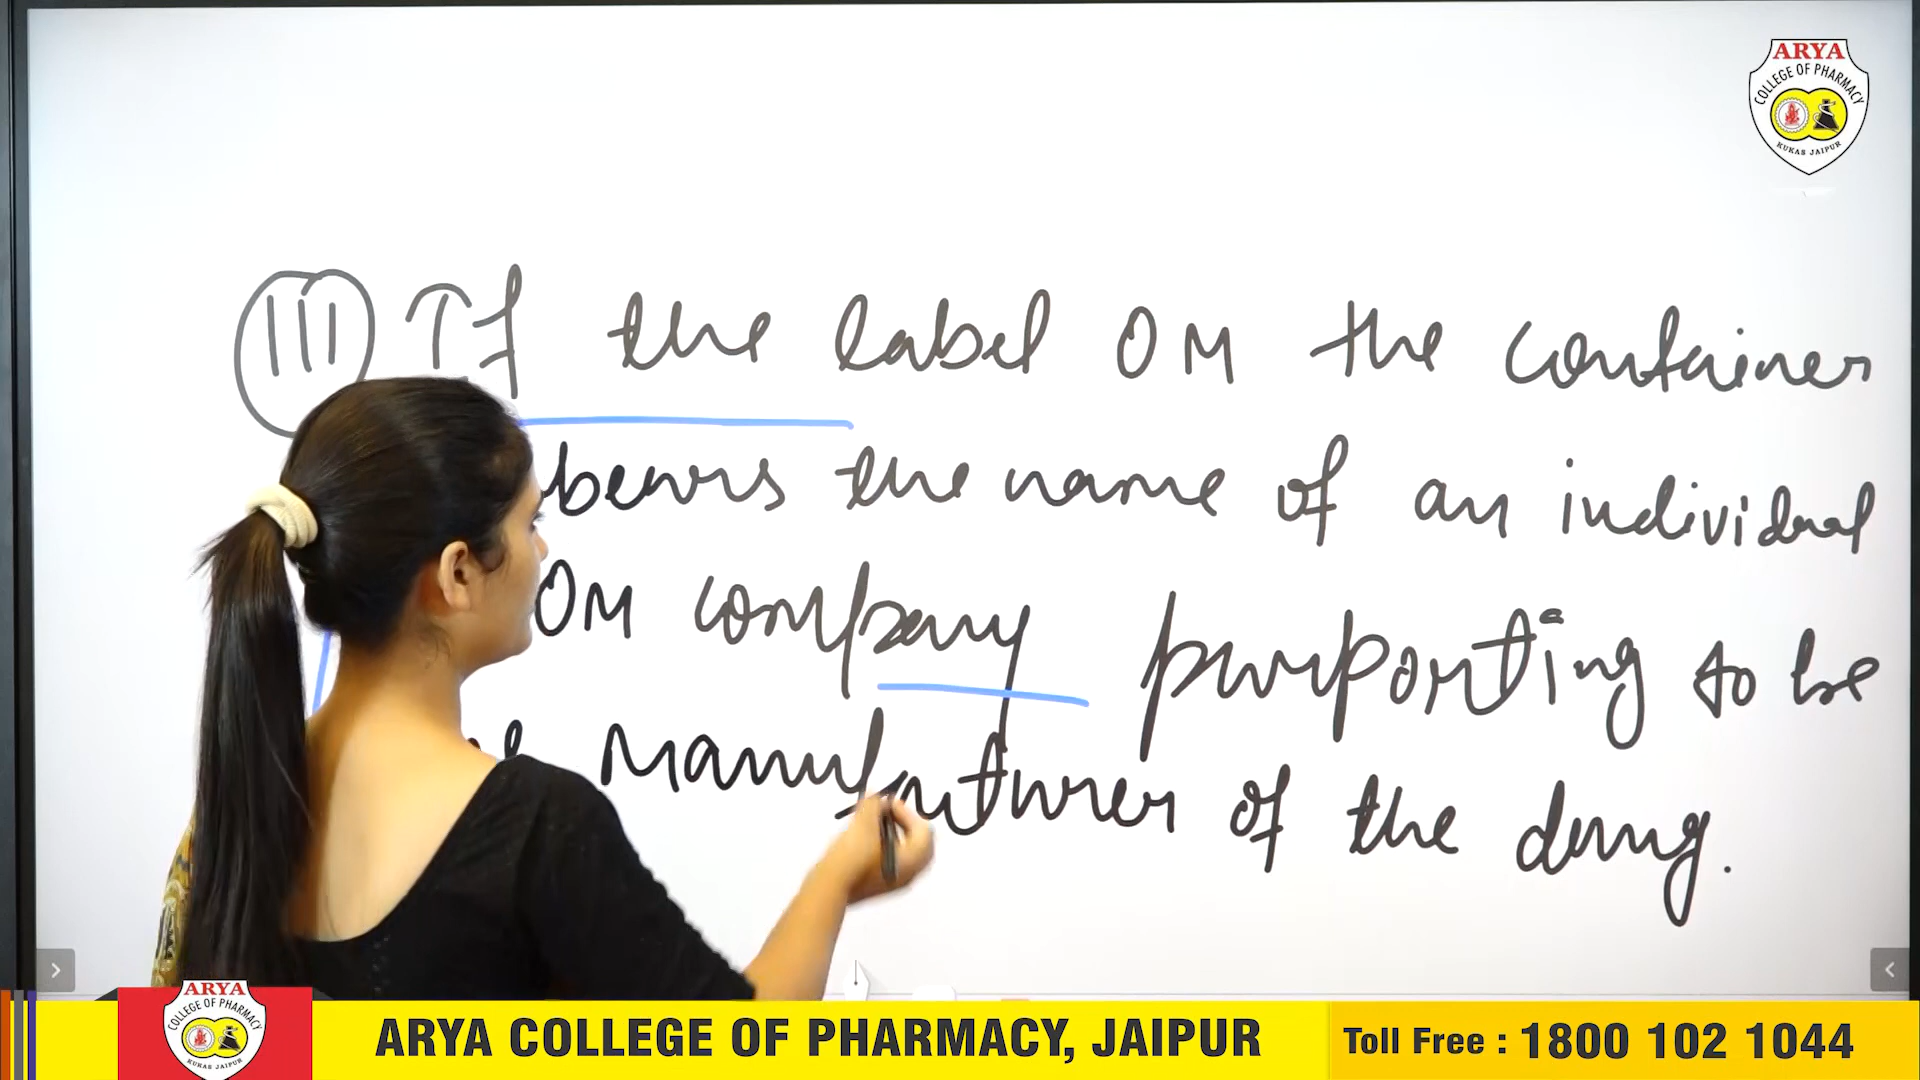 ARYA
COLLEGE OF PHARMACY
KUKAS JAIPUR
III If the label on the container
bears the name of an individual
or company purporting to be
manufacturer of the drug.
ARYA
COLLEGE OF PHARMACY
KUKAS JAIPUR
ARYA COLLEGE OF PHARMACY, JAIPUR
Toll Free : 1800 102 1044